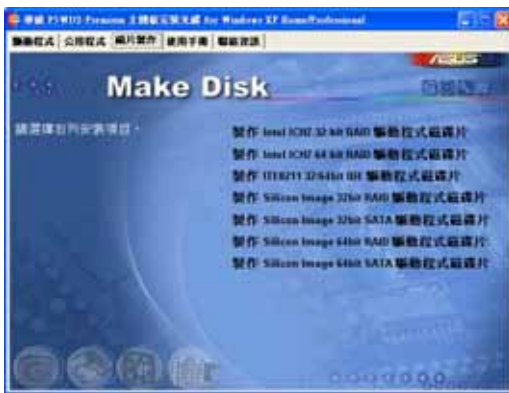 華碩 P5WD2 Premium 主機板安裝光碟 for Windows XP Home/Professional
驅動程式 公用程式 磁片製作 使用手冊 聯絡資訊
ASUS
Make Disk
請選擇右列安裝項目。
製作 Intel ICH7 32 bit RAID 驅動程式磁碟片
製作 Intel ICH7 64 bit RAID 驅動程式磁碟片
製作 ITE8211 32/64bit IDE 驅動程式磁碟片
製作 Silicon Image 32bit RAID 驅動程式磁碟片
製作 Silicon Image 32bit SATA 驅動程式磁碟片
製作 Silicon Image 64bit RAID 驅動程式磁碟片
製作 Silicon Image 64bit SATA 驅動程式磁碟片